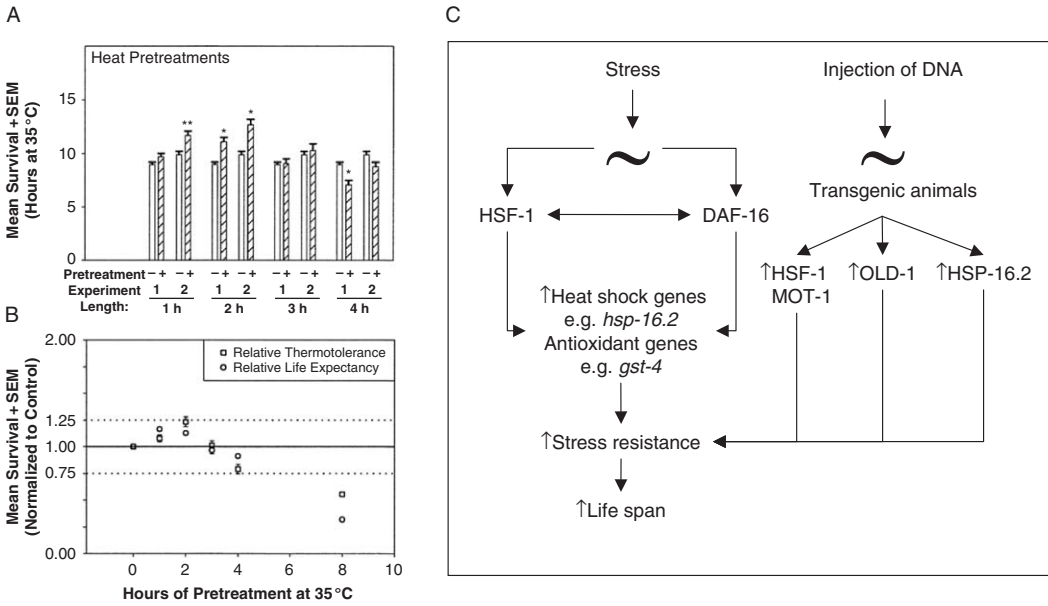 A
Heat Pretreatments
Mean Survival + SEM
(Hours at 35 °C)
15
10
5
0
** * * *
Pretreatment − + − + − + − + − + − + − + − +
Experiment 1 2 1 2 1 2 1 2
Length: 1 h 2 h 3 h 4 h
B
Mean Survival + SEM
(Normalized to Control)
2.00
1.25
1.00
0.75
0.00
Relative Thermotolerance
Relative Life Expectancy
0 2 4 6 8 10
Hours of Pretreatment at 35 °C
C
Stress
HSF-1 DAF-16
↑Heat shock genes
e.g. hsp-16.2
Antioxidant genes
e.g. gst-4
↑Stress resistance
↑Life span
Injection of DNA
Transgenic animals
↑HSF-1 ↑OLD-1 ↑HSP-16.2
MOT-1